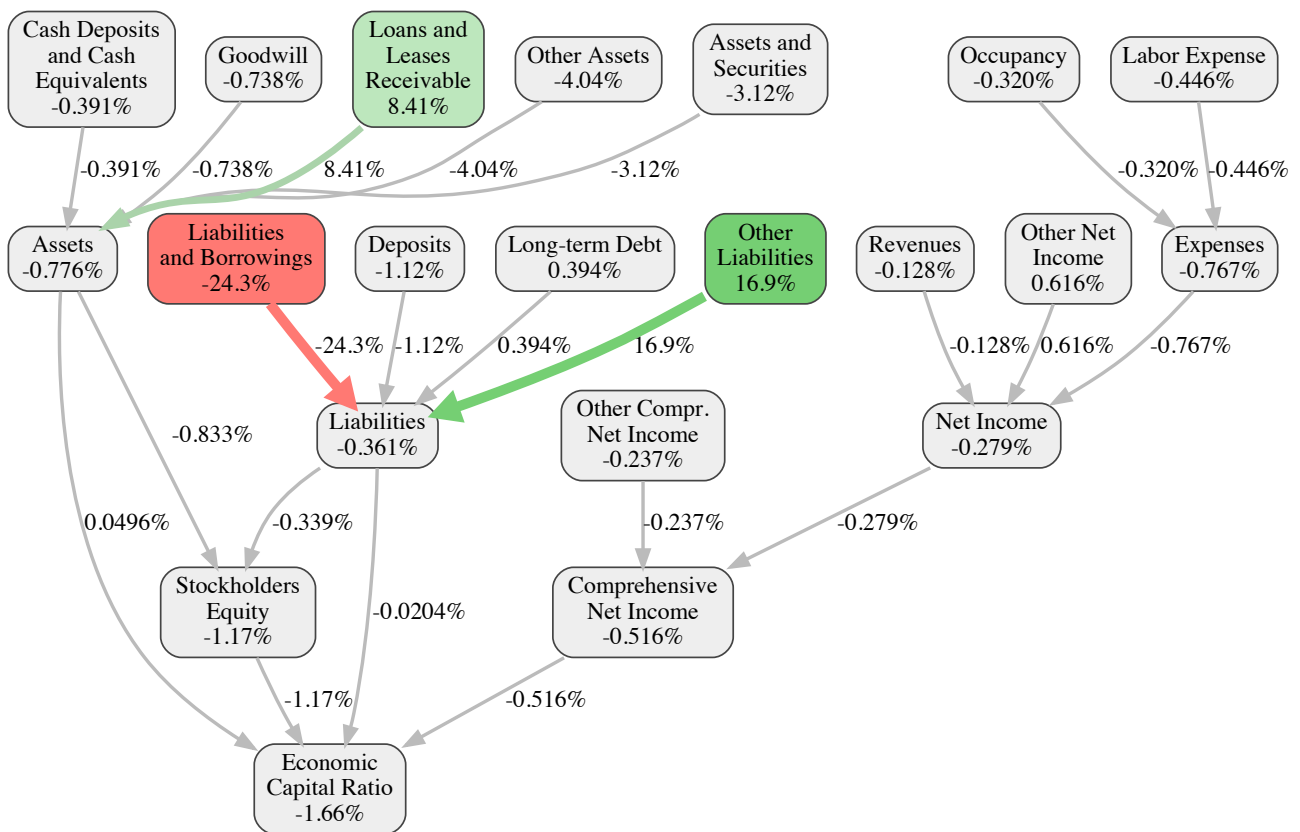 Cash Deposits
and Cash
Equivalents
-0.391%
Goodwill
-0.738%
Loans and
Leases
Receivable
8.41%
Other Assets
-4.04%
Assets and
Securities
-3.12%
Occupancy
-0.320%
Labor Expense
-0.446%
-0.391%
-0.738%
8.41%
-4.04%
-3.12%
-0.320%
-0.446%
Assets
-0.776%
Liabilities
and Borrowings
-24.3%
Deposits
-1.12%
Long-term Debt
0.394%
Other
Liabilities
16.9%
Revenues
-0.128%
Other Net
Income
0.616%
Expenses
-0.767%
-24.3%
-1.12%
0.394%
16.9%
-0.128%
0.616%
-0.767%
Liabilities
-0.361%
Other Compr.
Net Income
-0.237%
Net Income
-0.279%
-0.833%
0.0496%
-0.339%
-0.237%
-0.279%
Stockholders
Equity
-1.17%
-0.0204%
Comprehensive
Net Income
-0.516%
-1.17%
-0.516%
Economic
Capital Ratio
-1.66%